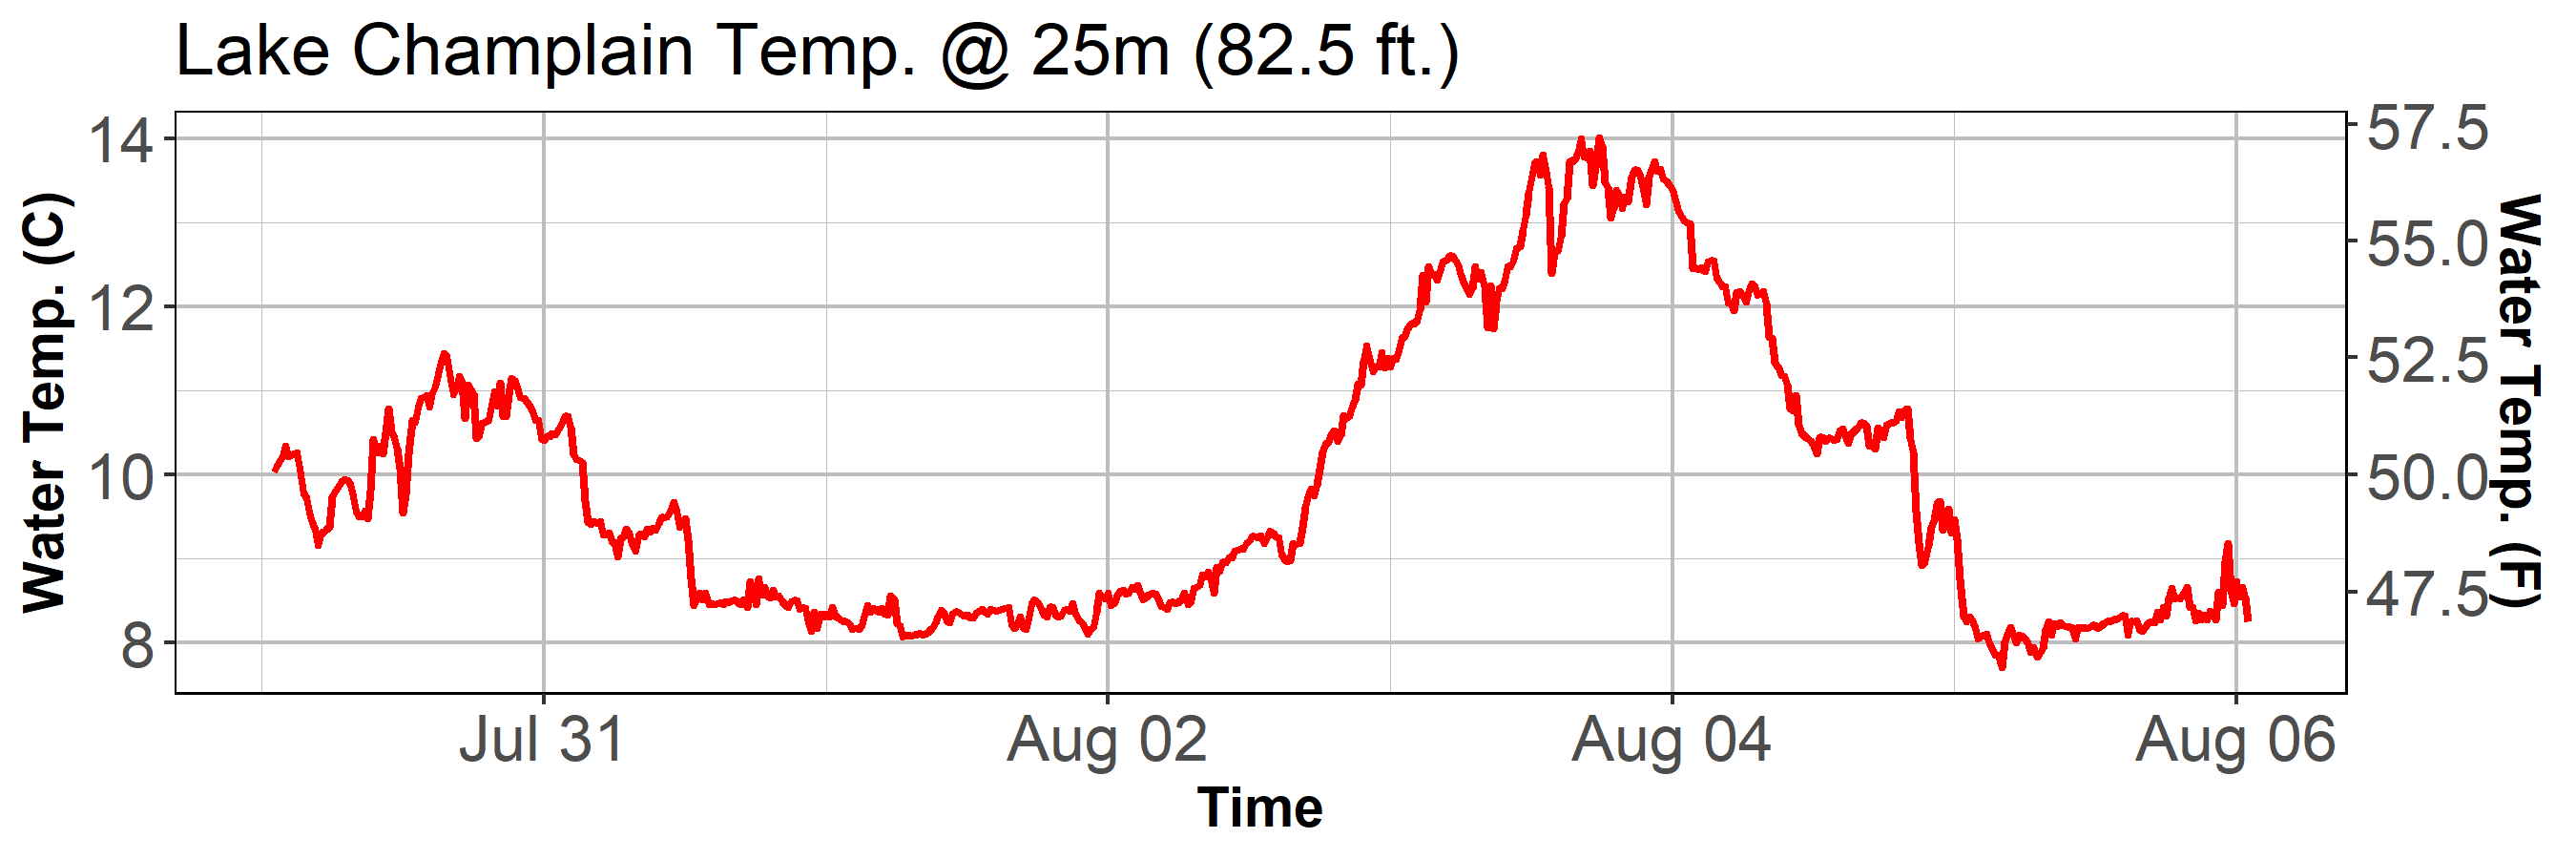 Lake Champlain Temp. @ 25m (82.5 ft.)
Water Temp. (C)
14
12
10
8
57.5
55.0
52.5
50.0
47.5
Water Temp. (F)
Jul 31
Aug 02
Aug 04
Aug 06
Time